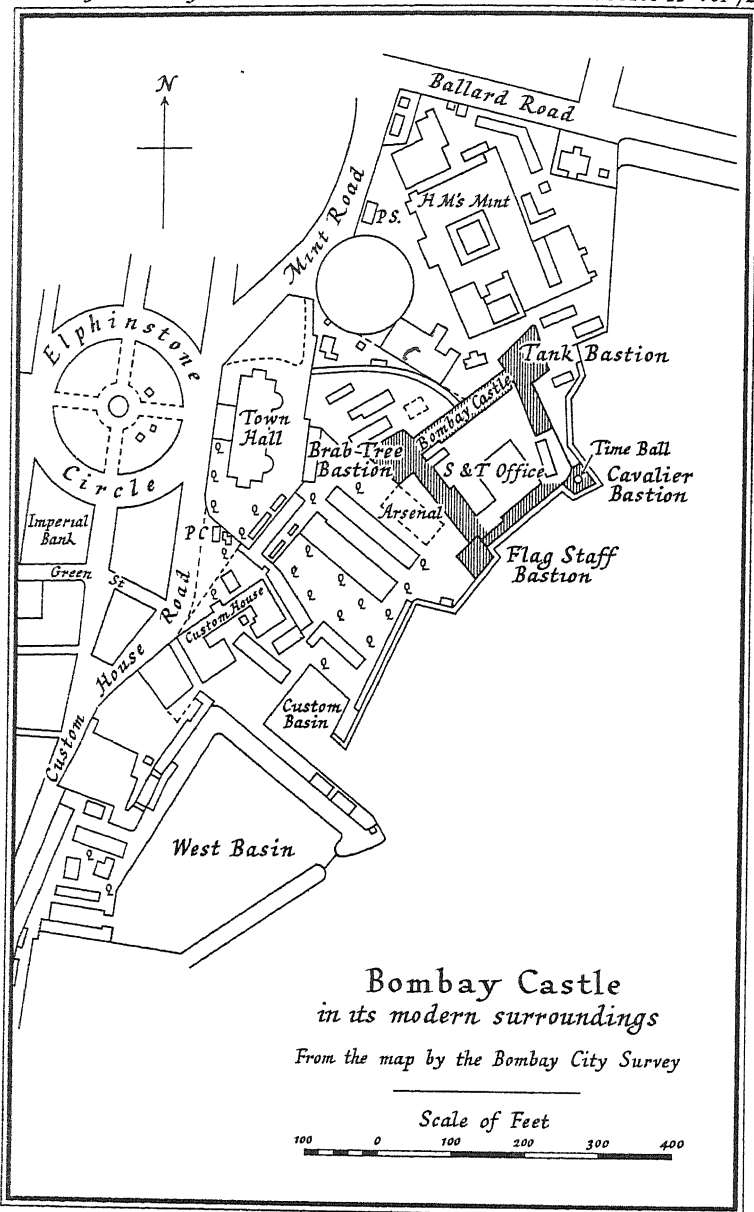 N
Ballard Road
Mint Road
P.S.
H M's Mint
Elphinstone
Circle
Town
Hall
Tank Bastion
Bombay Castle
Brab-Tree
Bastion
S & T Office
Time Ball
Cavalier
Bastion
Arsenal
Imperial
Bank
P C
Flag Staff
Bastion
Green St
Custom House Road
Custom House
Custom
Basin
West Basin
Bombay Castle
in its modern surroundings
From the map by the Bombay City Survey
Scale of Feet
100 0 100 200 300 400